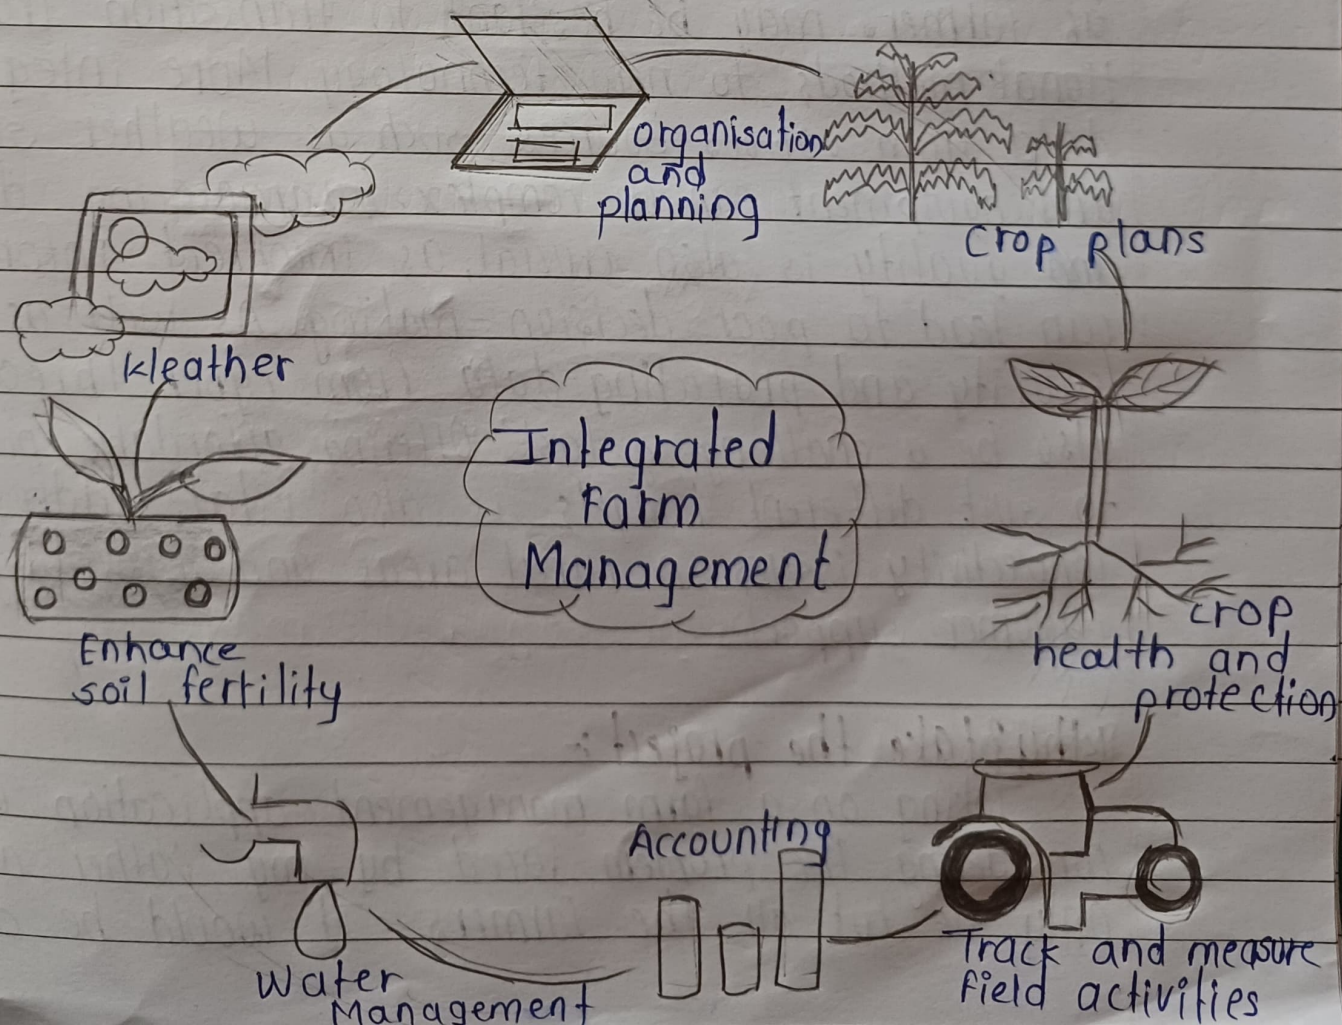 organisation
and
planning
Crop Plans
Kleather
Integrated
Farm
Management
crop
health and
protection
Enhance
soil fertility
Accounting
Track and measure
field activities
Water
Management